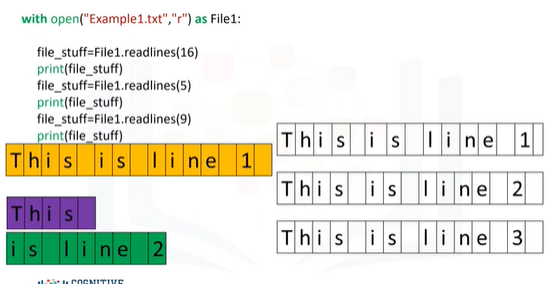 with open("Example1.txt","r") as File1:
file_stuff=File1.readlines(16)
print(file_stuff)
file_stuff=File1.readlines(5)
print(file_stuff)
file_stuff=File1.readlines(9)
print(file_stuff)
This is line 1
This
is line 2
This is line 1
This is line 2
This is line 3
COGNITIVE